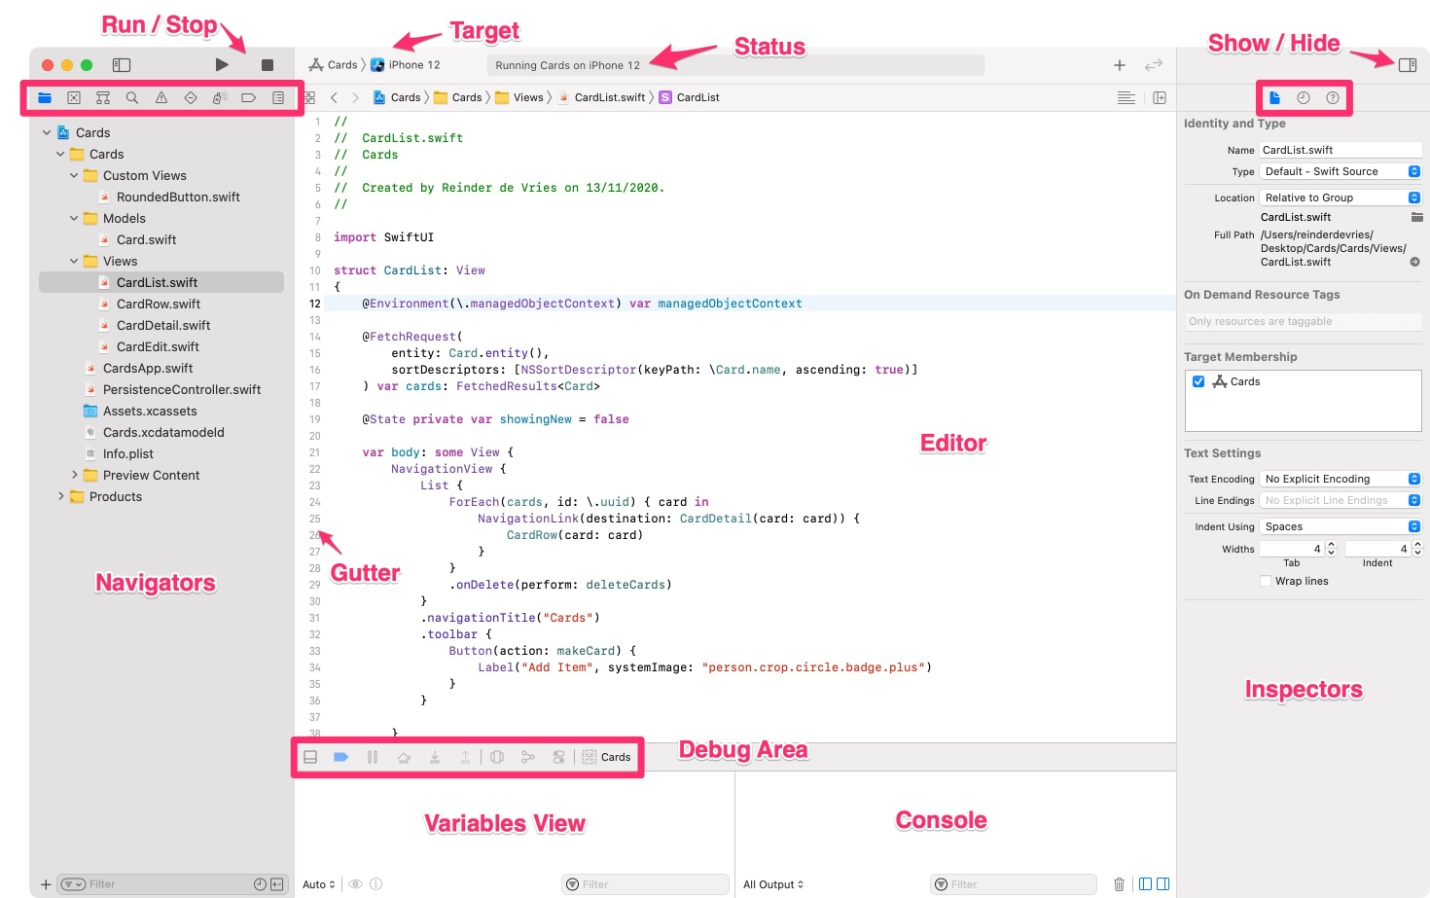 Run / Stop
Target
Status
Show / Hide
Cards
iPhone 12
Running Cards on iPhone 12
Cards
Cards
Views
CardList.swift
S
CardList
Cards
Cards
Custom Views
RoundedButton.swift
Models
Card.swift
Views
CardList.swift
CardRow.swift
CardDetail.swift
CardEdit.swift
CardsApp.swift
PersistenceController.swift
Assets.xcassets
Cards.xcdatamodeld
Info.plist
Preview Content
Products
Navigators
Filter
1 //
2 // CardList.swift
3 // Cards
4 //
5 // Created by Reinder de Vries on 13/11/2020.
6 //
7
8 import SwiftUI
9
10 struct CardList: View
11 {
12 @Environment(\.managedObjectContext) var managedObjectContext
13
14 @FetchRequest(
15 entity: Card.entity(),
16 sortDescriptors: [NSSortDescriptor(keyPath: \Card.name, ascending: true)]
17 ) var cards: FetchedResults<Card>
18
19 @State private var showingNew = false
20
21 var body: some View {
22 NavigationView {
23 List {
24 ForEach(cards, id: \.uuid) { card in
25 NavigationLink(destination: CardDetail(card: card)) {
26 CardRow(card: card)
27 }
28 }
29 .onDelete(perform: deleteCards)
30 }
31 .navigationTitle("Cards")
32 .toolbar {
33 Button(action: makeCard) {
34 Label("Add Item", systemImage: "person.crop.circle.badge.plus")
35 }
36 }
37
38 }
Editor
Gutter
Cards
Debug Area
Variables View
Console
Auto
Filter
All Output
Filter
Identity and Type
Name CardList.swift
Type Default - Swift Source
Location Relative to Group
CardList.swift
Full Path /Users/reinderdevries/
Desktop/Cards/Cards/Views/
CardList.swift
On Demand Resource Tags
Only resources are taggable
Target Membership
Cards
Text Settings
Text Encoding No Explicit Encoding
Line Endings No Explicit Line Endings
Indent Using Spaces
Widths 4 4
Tab Indent
Wrap lines
Inspectors